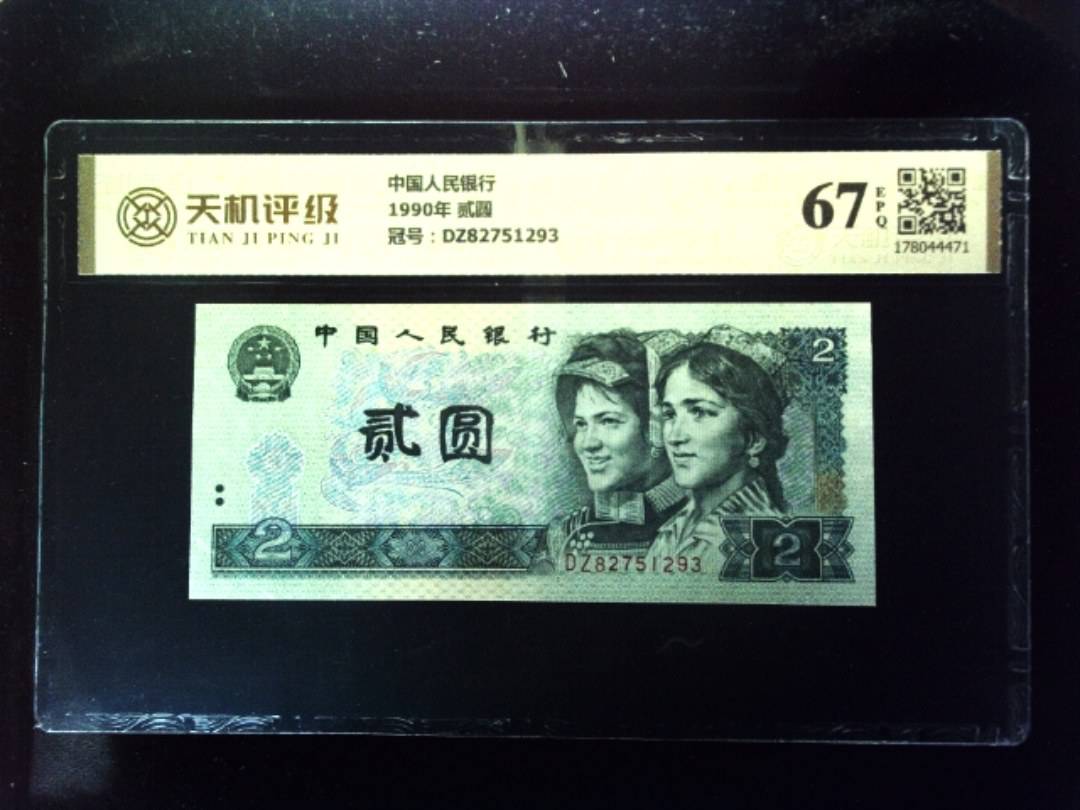 天机评级
TIAN JI PING JI
中国人民银行
1990年 贰圆
冠号：DZ82751293
67
EPQ
178044471
中国人民银行
2
贰圆
2
2
DZ82751293